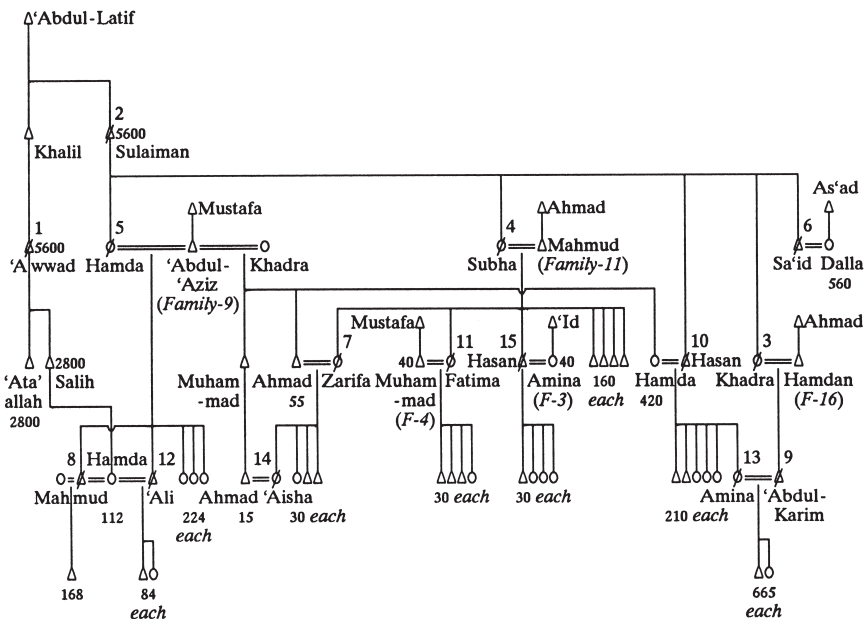 ‘Abdul-Latif
2
5600
Khalil Sulaiman
Mustafa Ahmad As‘ad
1 5 4 6
5600
‘Awwad Hamda ‘Abdul- Khadra Subha Mahmud Sa‘id Dalla
‘Aziz (Family-11) 560
(Family-9)
Mustafa ‘Id Ahmad
7 11 15 10 3
2800 40 Hasan 40 Hasan
‘Ata’ Salih Muham Ahmad Zarifa Muham- Fatima Amina 160 Hamda Khadra Hamdan
allah -mad 55 -mad (F-3) each 420 (F-16)
2800 (F-4)
8 Hamda 12 14 13 9
Mahmud ‘Ali Ahmad ‘Aisha 30 each 30 each 210 each Amina ‘Abdul-
112 224 15 30 each Karim
each
168 84 665
each each